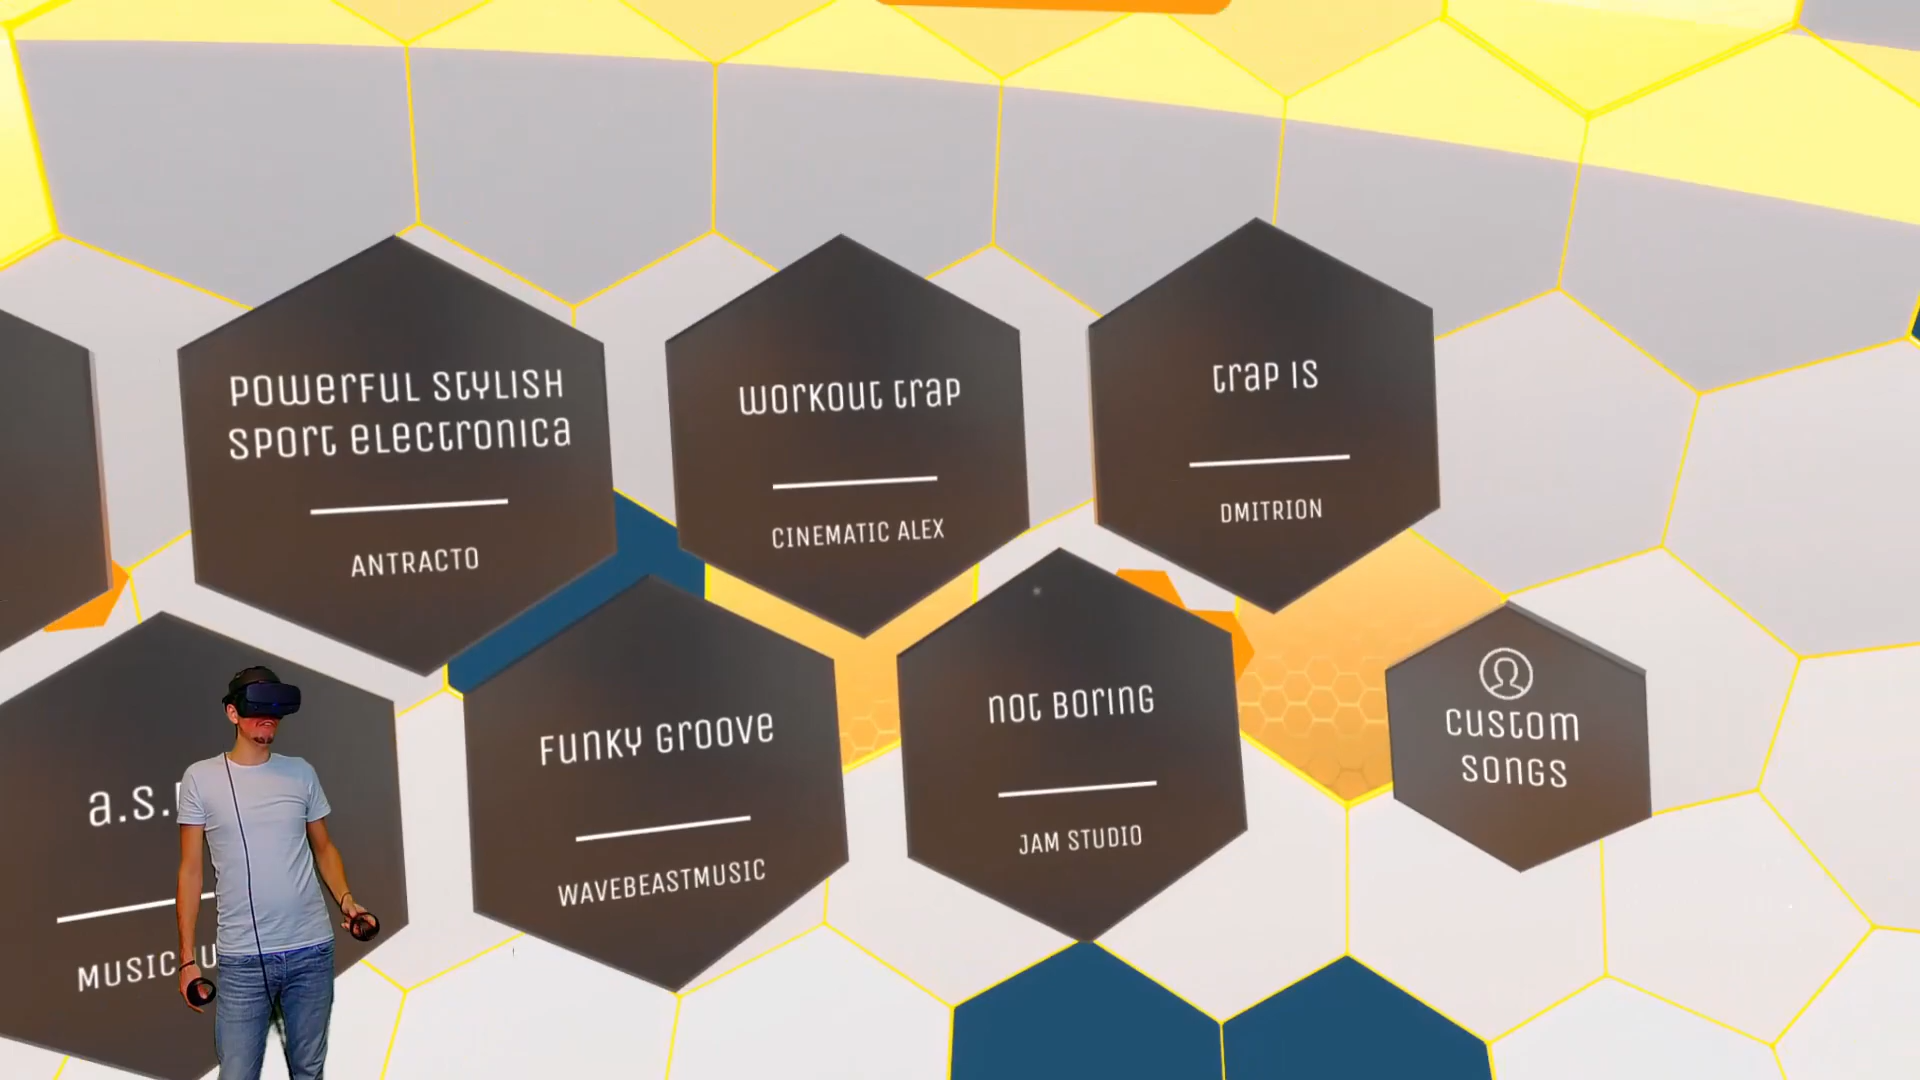 POWERFUL STYLISH
SPORT ELECTRONICA
ANTRACTO
WORKOUT TRAP
CINEMATIC ALEX
TRAP IS
DMITRION
FUNKY GROOVE
WAVEBEASTMUSIC
NOT BORING
JAM STUDIO
CUSTOM
SONGS